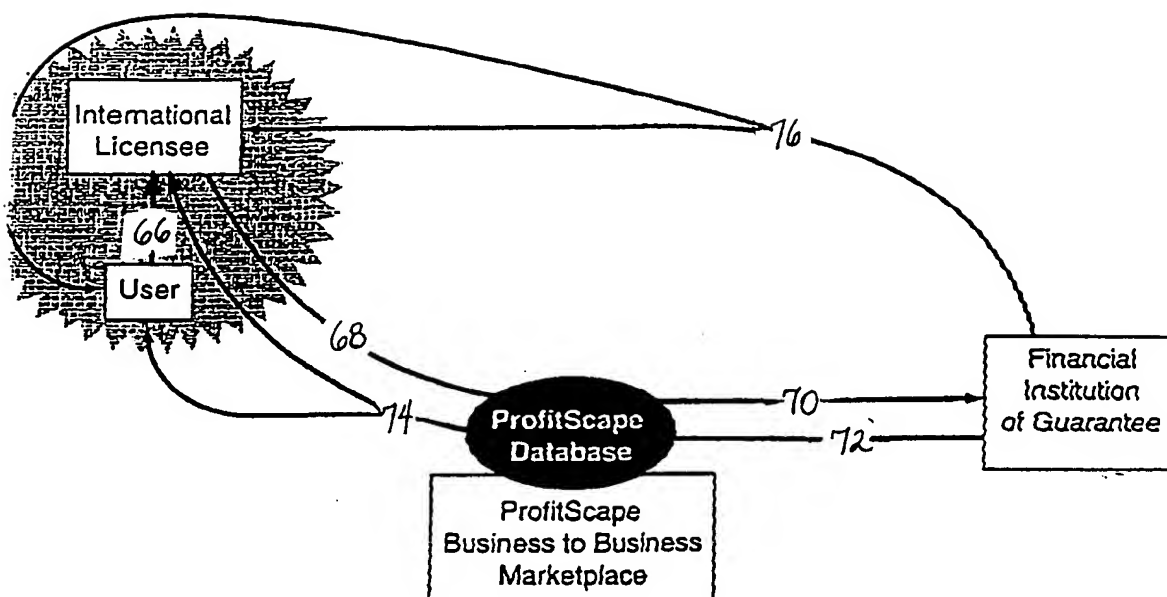 International
Licensee
76
66
User
68
Financial
Institution
of Guarantee
70
74
ProfitScape
Database
72
ProfitScape
Business to Business
Marketplace